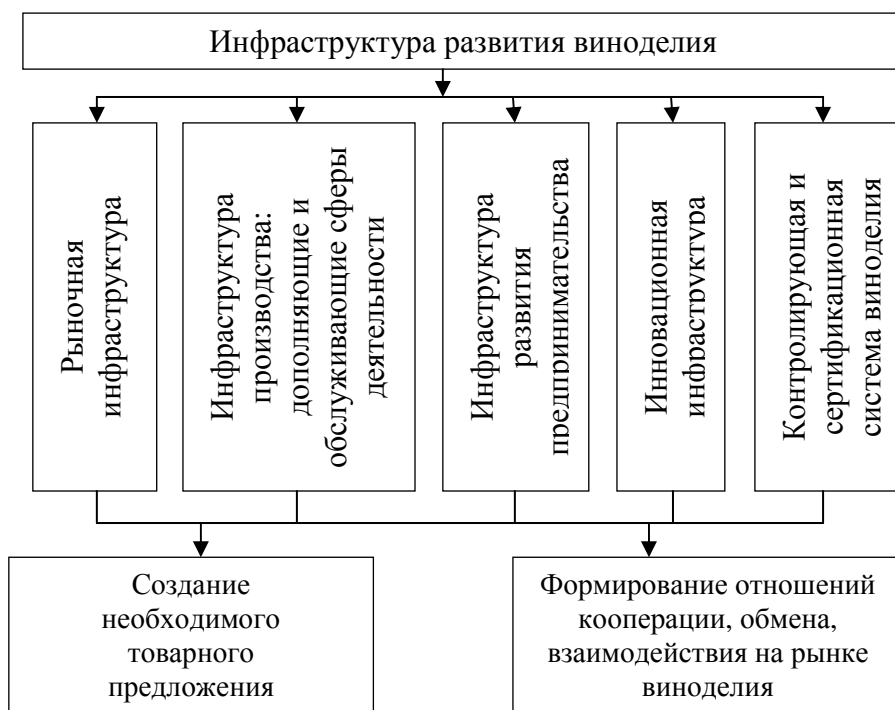 Инфраструктура развития виноделия
Рыночная
инфраструктура
Инфраструктура
производства:
дополняющие и
обслуживающие сферы
деятельности
Инфраструктура
развития
предпринимательства
Инновационная
инфраструктура
Контролирующая и
сертификационная
система виноделия
Создание
необходимого
товарного
предложения
Формирование отношений
кооперации, обмена,
взаимодействия на рынке
виноделия